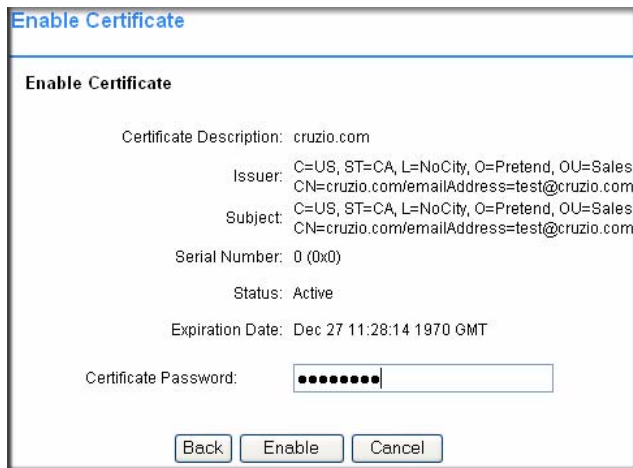 Enable Certificate
Enable Certificate
Certificate Description: cruzio.com
Issuer: C=US, ST=CA, L=NoCity, O=Pretend, OU=Sales
CN=cruzio.com/emailAddress=test@cruzio.com
Subject: C=US, ST=CA, L=NoCity, O=Pretend, OU=Sales
CN=cruzio.com/emailAddress=test@cruzio.com
Serial Number: 0 (0x0)
Status: Active
Expiration Date: Dec 27 11:28:14 1970 GMT
Certificate Password: ●●●●●●●●
Back Enable Cancel